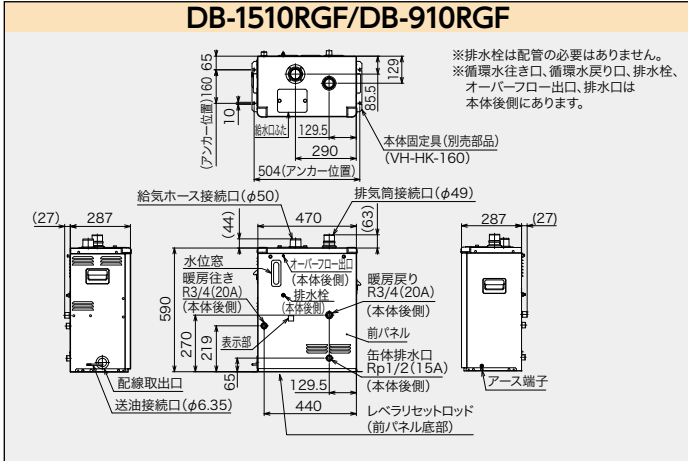 DB-1510RGF/DB-910RGF
※排水栓は配管の必要はありません。
※循環水往き口、循環水戻り口、排水栓、
オーバーフロー出口、排水口は
本体後側にあります。
65
160
(アンカー位置)
10
129
85.5
給水口ふた
129.5
290
504(アンカー位置)
本体固定具(別売部品)
(VH-HK-160)
給気ホース接続口(φ50)
排気筒接続口(φ49)
(27)
287
(44)
470
(63)
287
(27)
水位窓
オーバーフロー出口
(本体後側)
暖房往き
R3/4(20A)
(本体後側)
排水栓
(本体後側)
暖房戻り
R3/4(20A)
(本体後側)
590
270
219
65
表示部
前パネル
缶体排水口
Rp1/2(15A)
(本体後側)
129.5
440
配線取出口
送油接続口(φ6.35)
レベラリセットロッド
(前パネル底部)
アース端子